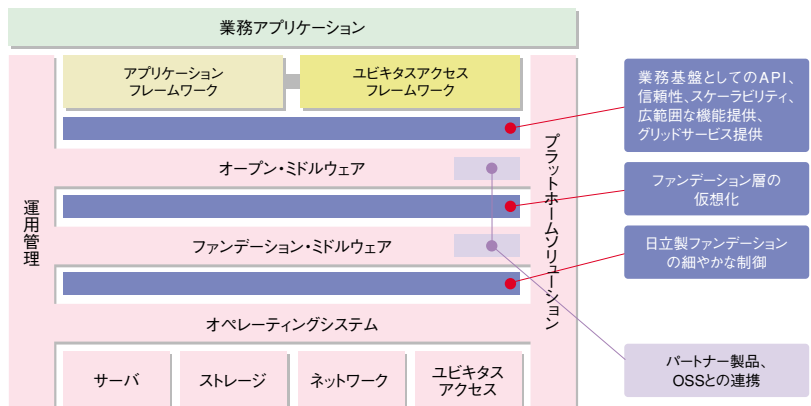 業務アプリケーション
アプリケーション
フレームワーク
ユビキタスアクセス
フレームワーク
業務基盤としてのAPI、
信頼性、スケーラビリティ、
広範囲な機能提供、
グリッドサービス提供
オープン・ミドルウェア
ファンデーション層の
仮想化
運用管理
プラットホームソリューション
ファンデーション・ミドルウェア
日立製ファンデーション
の細やかな制御
オペレーティングシステム
サーバ
ストレージ
ネットワーク
ユビキタス
アクセス
パートナー製品、
OSSとの連携